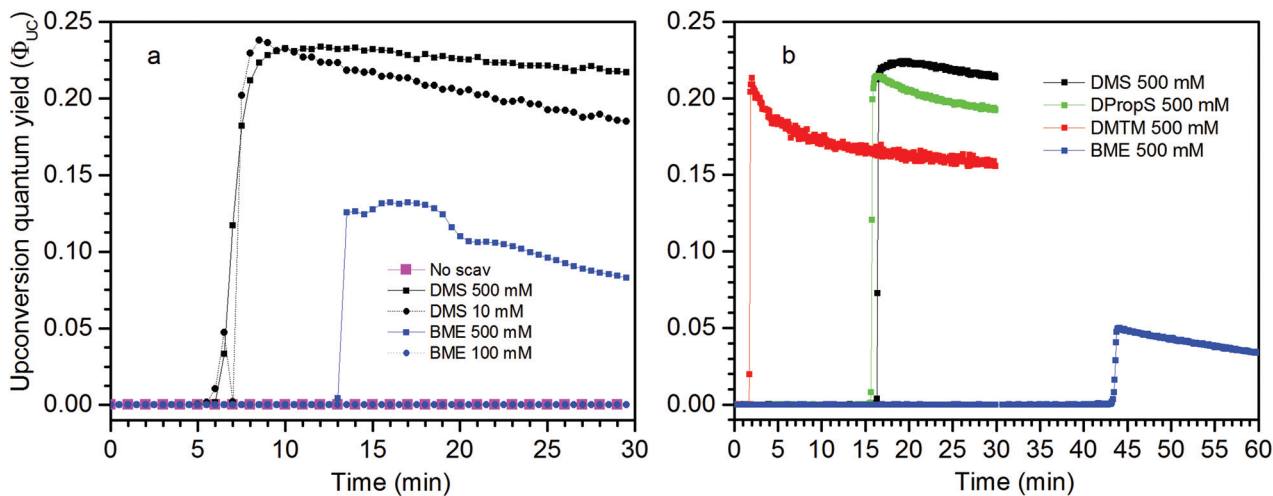 Upconversion quantum yield (Φ_UC)
0.25
0.20
0.15
0.10
0.05
0.00
a
No scav
DMS 500 mM
DMS 10 mM
BME 500 mM
BME 100 mM
0 5 10 15 20 25 30
Time (min)
0.25
0.20
0.15
0.10
0.05
0.00
b
DMS 500 mM
DPropS 500 mM
DMTM 500 mM
BME 500 mM
0 5 10 15 20 25 30 45 50 55 60
Time (min)